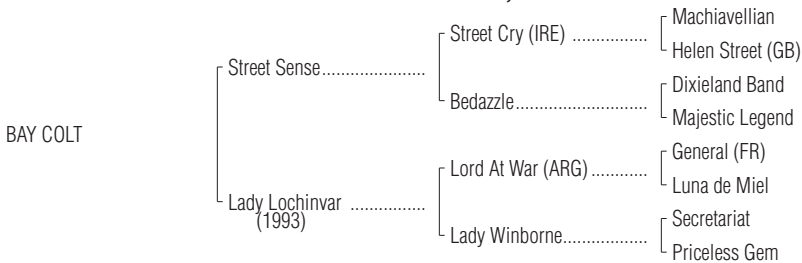 Machiavellian
Street Cry (IRE) ................
Helen Street (GB)
Street Sense......................
Dixieland Band
Bedazzle............................
Majestic Legend
BAY COLT
General (FR)
Lord At War (ARG) ............
Luna de Miel
Lady Lochinvar ................
(1993)
Secretariat
Lady Winborne..................
Priceless Gem